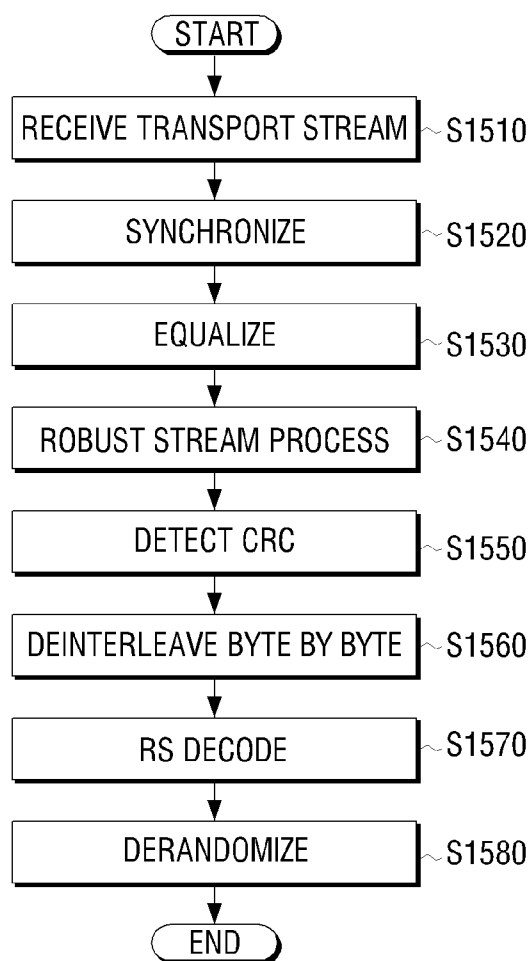 START
RECEIVE TRANSPORT STREAM S1510
SYNCHRONIZE S1520
EQUALIZE S1530
ROBUST STREAM PROCESS S1540
DETECT CRC S1550
DEINTERLEAVE BYTE BY BYTE S1560
RS DECODE S1570
DERANDOMIZE S1580
END